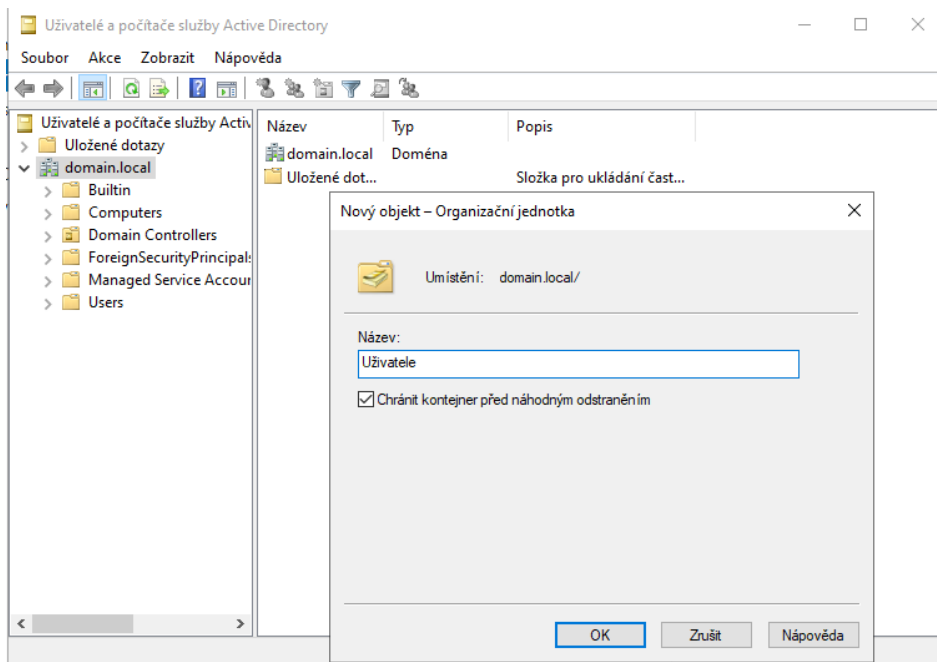 Uživatelé a počítače služby Active Directory
Soubor Akce Zobrazit Nápověda
Uživatelé a počítače služby Activ
Uložené dotazy
domain.local
Builtin
Computers
Domain Controllers
ForeignSecurityPrincipals
Managed Service Accour
Users
Název Typ Popis
domain.local Doména
Uložené dot... Složka pro ukládání čast...
Nový objekt – Organizační jednotka
Umístění: domain.local/
Název:
Uživatele
Chránit kontejner před náhodným odstraněním
OK Zrušit Nápověda